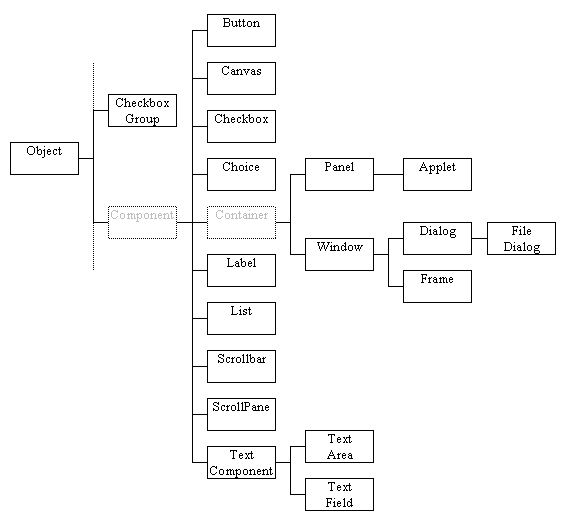 Button
Canvas
Checkbox
Group
Checkbox
Object
Choice
Panel
Applet
Component
Container
Window
Dialog
File
Dialog
Label
Frame
List
Scrollbar
ScrollPane
Text
Component
Text
Area
Text
Field